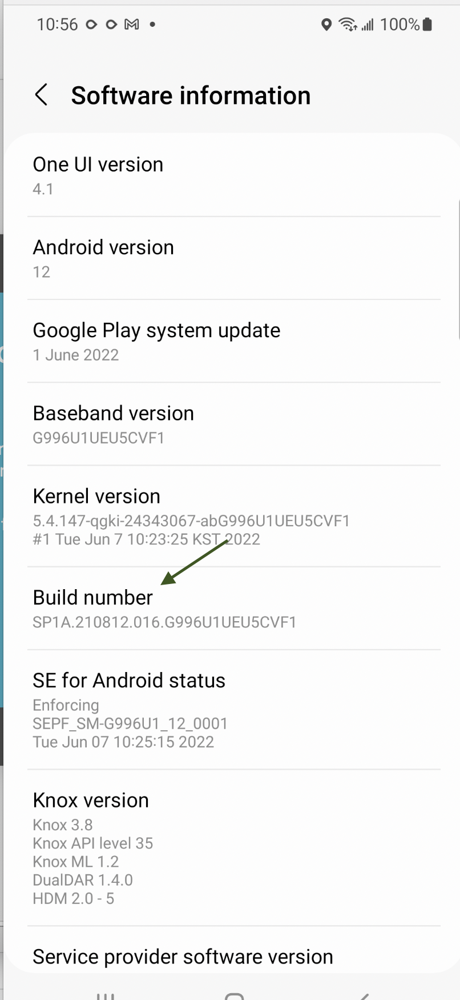 10:56 100%
Software information
One UI version
4.1
Android version
12
Google Play system update
1 June 2022
Baseband version
G996U1UEU5CVF1
Kernel version
5.4.147-qgki-24343067-abG996U1UEU5CVF1
#1 Tue Jun 7 10:23:25 KST 2022
Build number
SP1A.210812.016.G996U1UEU5CVF1
SE for Android status
Enforcing
SEPF_SM-G996U1_12_0001
Tue Jun 07 10:25:15 2022
Knox version
Knox 3.8
Knox API level 35
Knox ML 1.2
DualDAR 1.4.0
HDM 2.0 - 5
Service provider software version